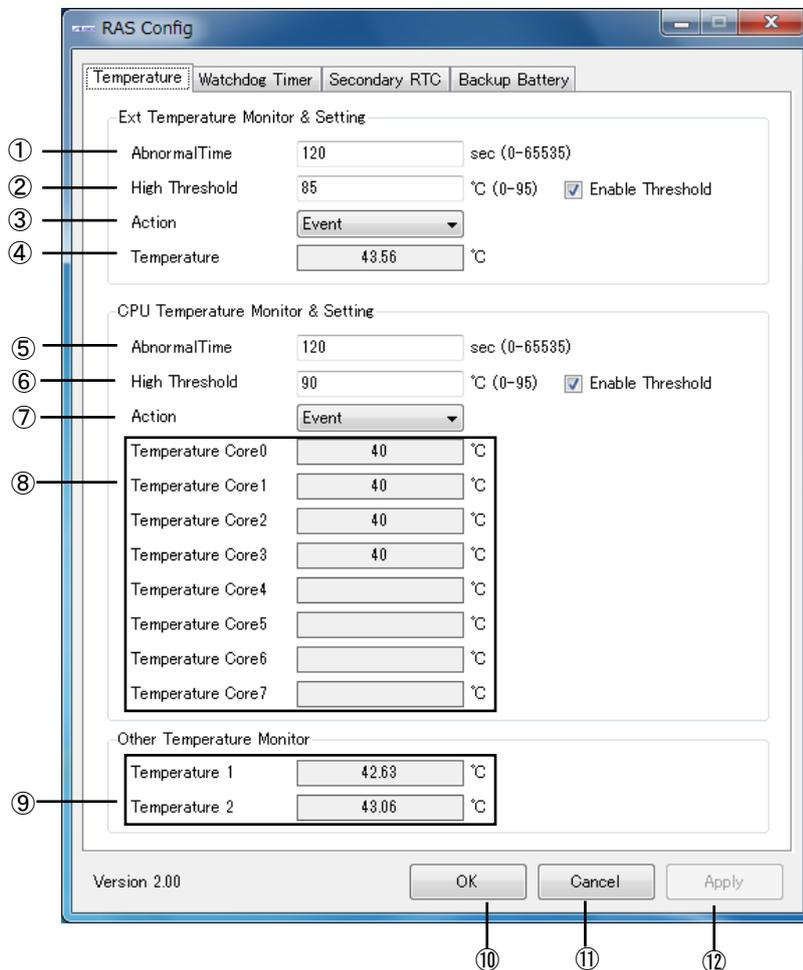 RAS Config
Temperature Watchdog Timer Secondary RTC Backup Battery
Ext Temperature Monitor & Setting
① AbnormalTime 120 sec (0-65535)
② High Threshold 85 ℃ (0-95) Enable Threshold
③ Action Event
④ Temperature 43.56 ℃
CPU Temperature Monitor & Setting
⑤ AbnormalTime 120 sec (0-65535)
⑥ High Threshold 90 ℃ (0-95) Enable Threshold
⑦ Action Event
Temperature Core0 40 ℃
⑧ Temperature Core1 40 ℃
Temperature Core2 40 ℃
Temperature Core3 40 ℃
Temperature Core4 ℃
Temperature Core5 ℃
Temperature Core6 ℃
Temperature Core7 ℃
Other Temperature Monitor
Temperature 1 42.63 ℃
⑨ Temperature 2 43.06 ℃
Version 2.00 OK Cancel Apply
⑩ ⑪ ⑫